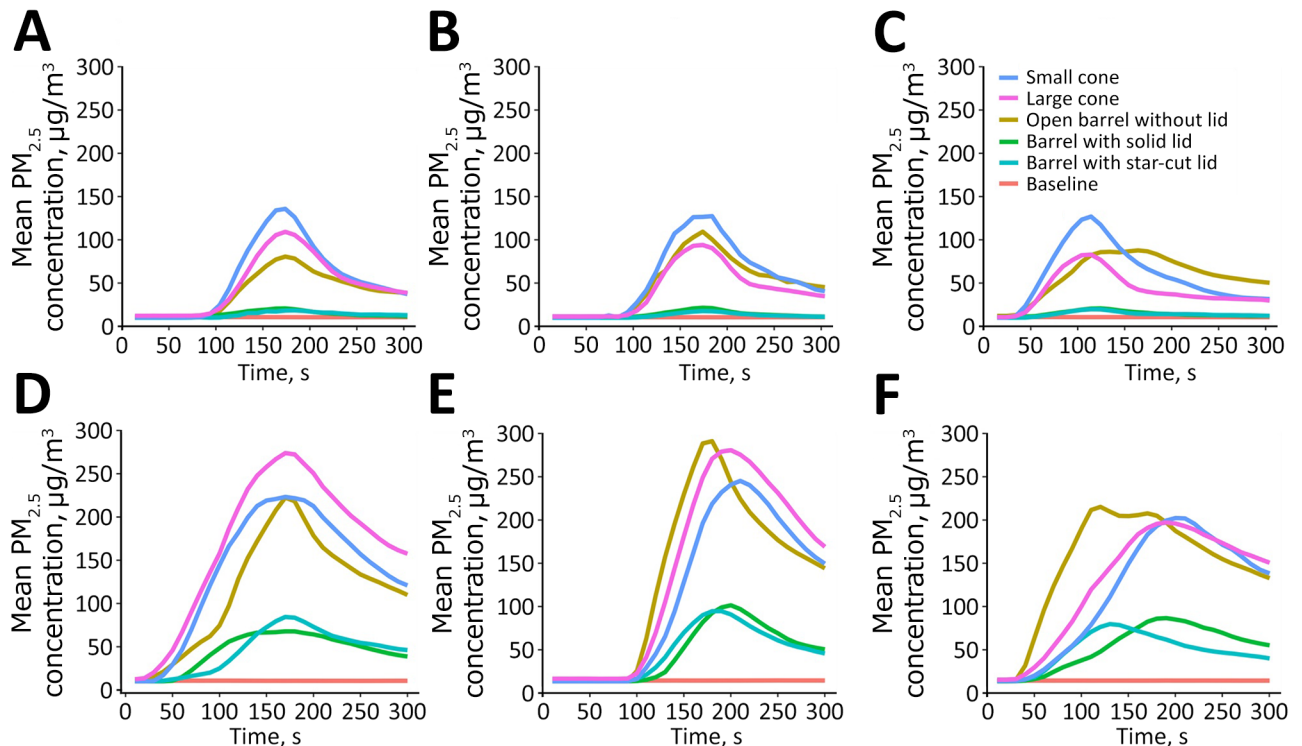 A
B
C
Mean PM2.5
concentration, µg/m³
300
250
200
150
100
50
0
0 50 100 150 200 250 300
Time, s
Mean PM2.5
concentration, µg/m³
300
250
200
150
100
50
0
0 50 100 150 200 250 300
Time, s
Mean PM2.5
concentration, µg/m³
300
250
200
150
100
50
0
0 50 100 150 200 250 300
Time, s
Small cone
Large cone
Open barrel without lid
Barrel with solid lid
Barrel with star-cut lid
Baseline
D
E
F
Mean PM2.5
concentration, µg/m³
300
250
200
150
100
50
0
0 50 100 150 200 250 300
Time, s
Mean PM2.5
concentration, µg/m³
300
250
200
150
100
50
0
0 50 100 150 200 250 300
Time, s
Mean PM2.5
concentration, µg/m³
300
250
200
150
100
50
0
0 50 100 150 200 250 300
Time, s